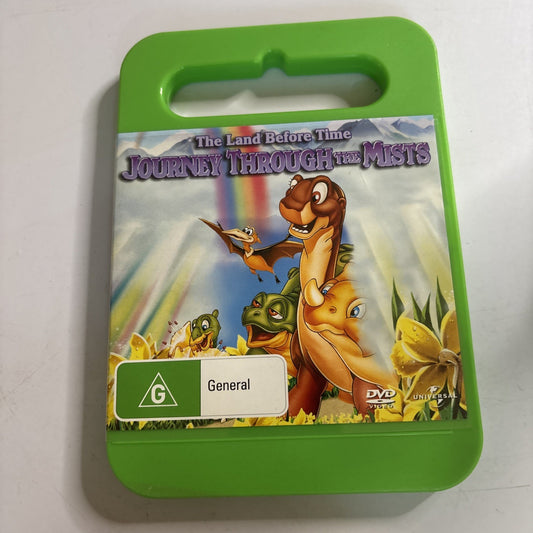 The Land Before Time
JOURNEY THROUGH THE MISTS
G
General
DVD
VIDEO
UNIVERSAL